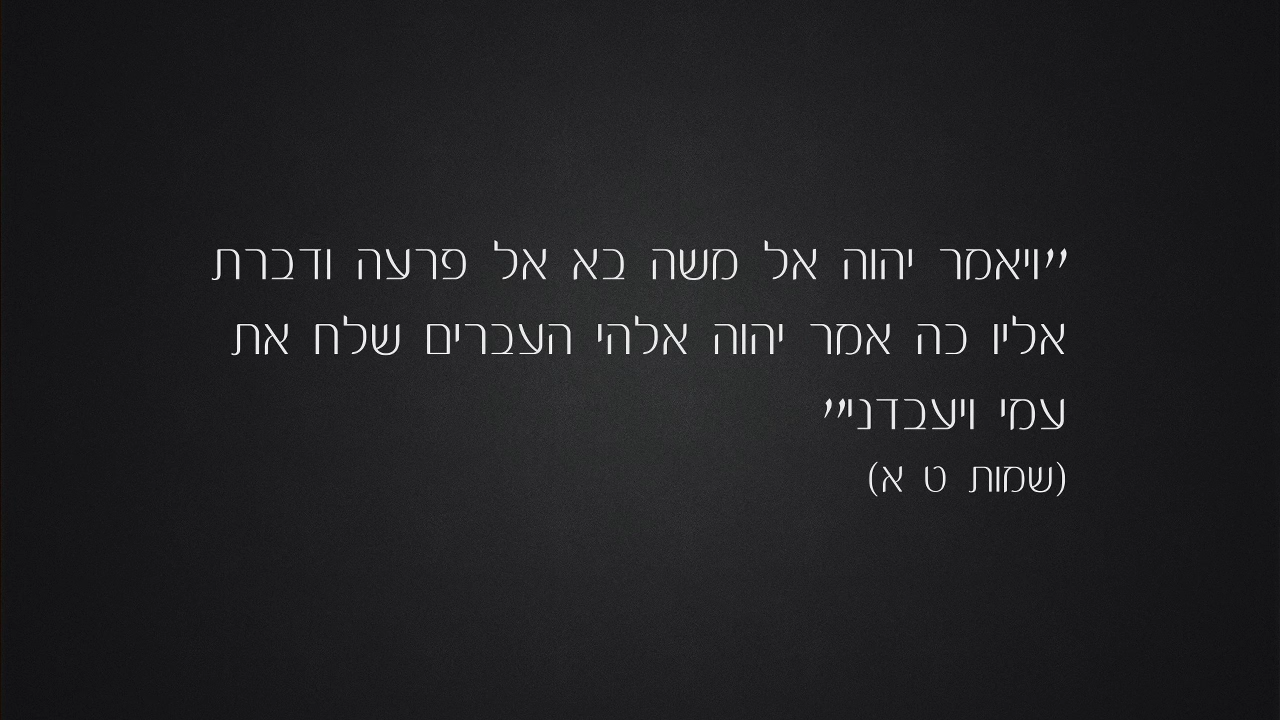 "ויאמר יהוה אל משה בא אל פרעה ודברת
אליו כה אמר יהוה אלהי העברים שלח את
עמי ויעבדני"
(שמות ט א)